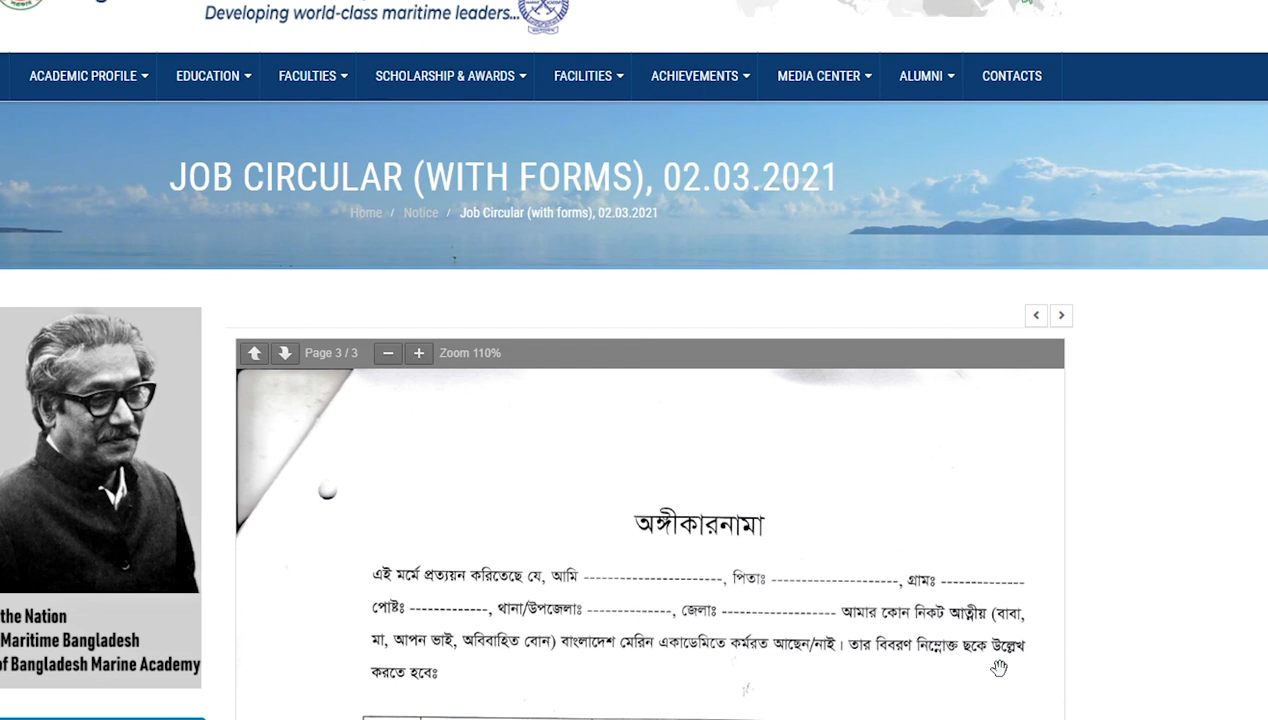 Developing world-class maritime leaders...
ACADEMIC PROFILE EDUCATION FACULTIES SCHOLARSHIP & AWARDS FACILITIES ACHIEVEMENTS MEDIA CENTER ALUMNI CONTACTS
JOB CIRCULAR (WITH FORMS), 02.03.2021
Home / Notice / Job Circular (with forms), 02.03.2021
Page 3 / 3 Zoom 110%
অঙ্গীকারনামা
এই মর্মে প্রত্যয়ন করিতেছে যে, আমি -----------------------, পিতাঃ ---------------------, গ্রামঃ --------------
পোষ্টঃ -------------, থানা/উপজেলাঃ --------------, জেলাঃ ------------------- আমার কোন নিকট আত্মীয় (বাবা,
মা, আপন ভাই, অবিবাহিত বোন) বাংলাদেশ মেরিন একাডেমিতে কর্মরত আছেন/নাই। তার বিবরণ নিম্নোক্ত ছকে উল্লেখ
করতে হবেঃ
the Nation
Maritime Bangladesh
of Bangladesh Marine Academy